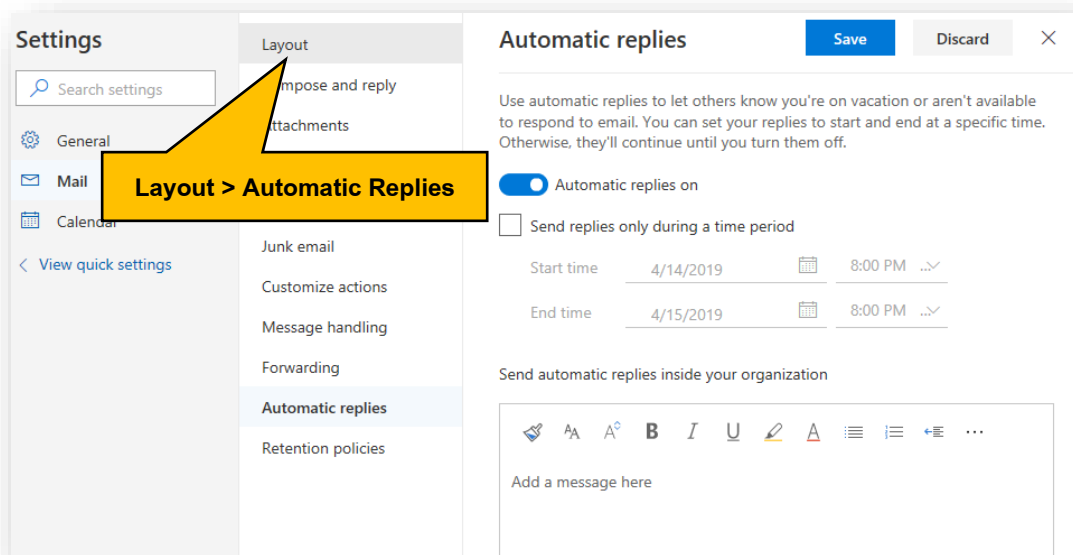 Settings
Search settings
General
Mail
Calendar
View quick settings
Layout
mpose and reply
ttachments
Layout > Automatic Replies
Junk email
Customize actions
Message handling
Forwarding
Automatic replies
Retention policies
Automatic replies
Save
Discard
Use automatic replies to let others know you're on vacation or aren't available
to respond to email. You can set your replies to start and end at a specific time.
Otherwise, they'll continue until you turn them off.
Automatic replies on
Send replies only during a time period
Start time 4/14/2019 8:00 PM ...
End time 4/15/2019 8:00 PM ...
Send automatic replies inside your organization
AA A B I U A ...
Add a message here